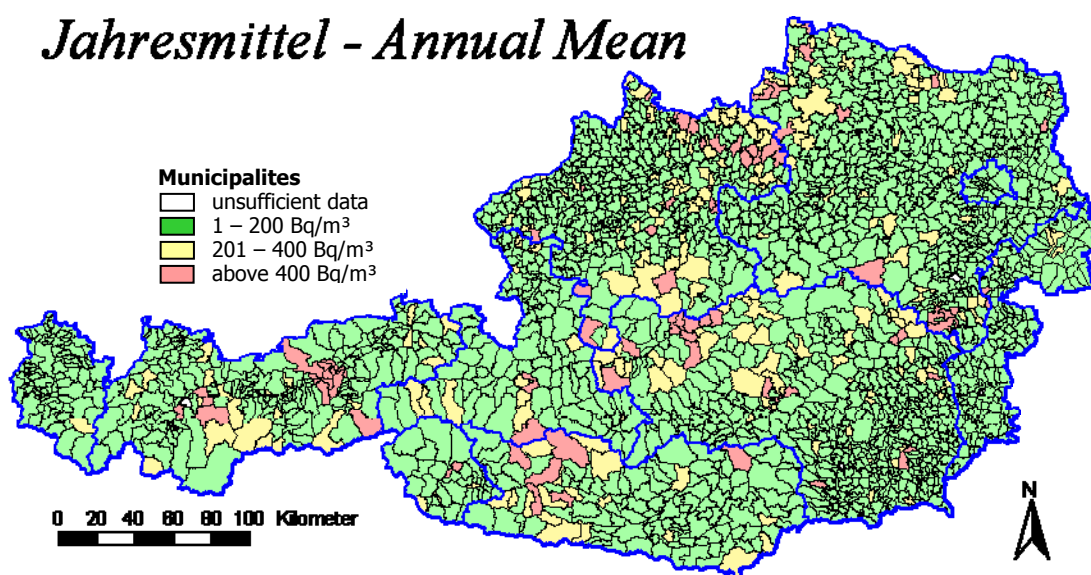 Jahresmittel - Annual Mean
Municipalites
unsufficient data
1 – 200 Bq/m³
201 – 400 Bq/m³
above 400 Bq/m³
0 20 40 60 80 100 Kilometer
N